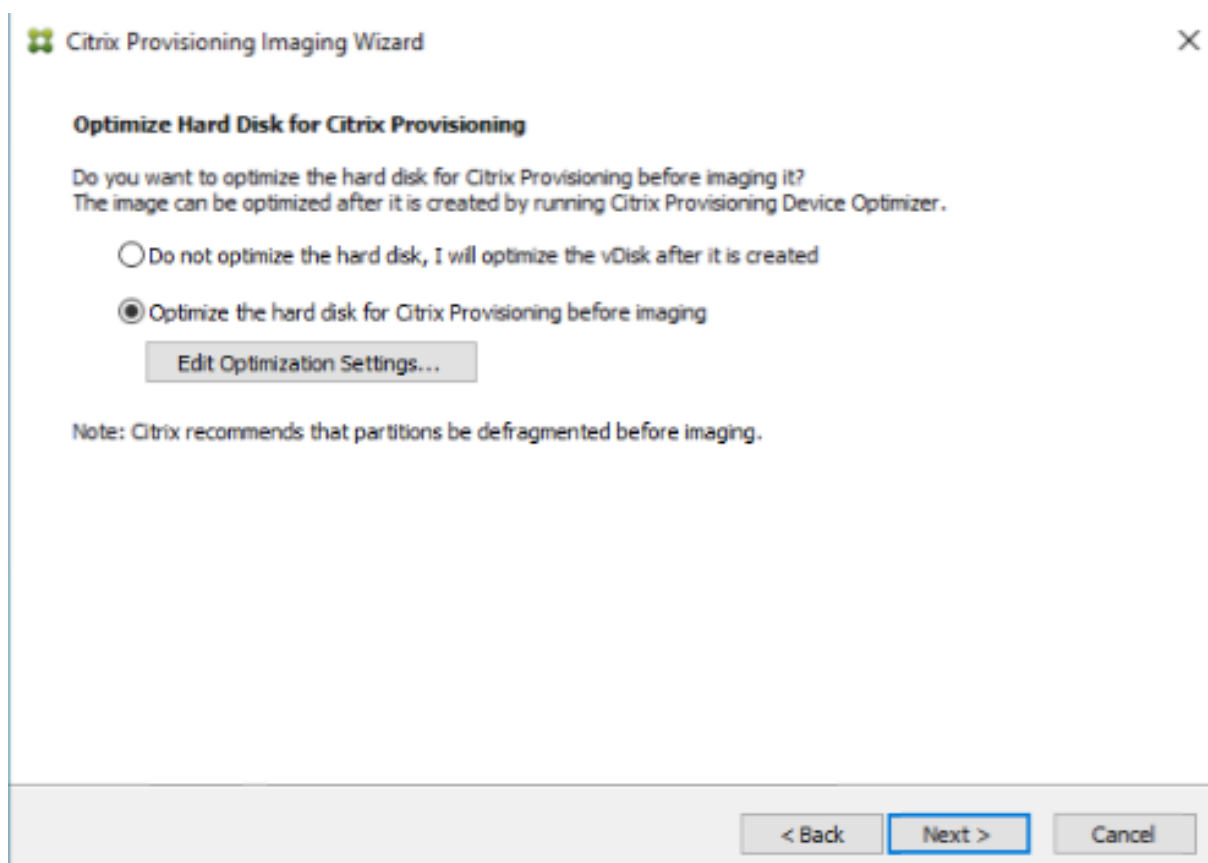 Citrix Provisioning Imaging Wizard
Optimize Hard Disk for Citrix Provisioning
Do you want to optimize the hard disk for Citrix Provisioning before imaging it?
The image can be optimized after it is created by running Citrix Provisioning Device Optimizer.
Do not optimize the hard disk, I will optimize the vDisk after it is created
Optimize the hard disk for Citrix Provisioning before imaging
Edit Optimization Settings...
Note: Citrix recommends that partitions be defragmented before imaging.
< Back Next > Cancel